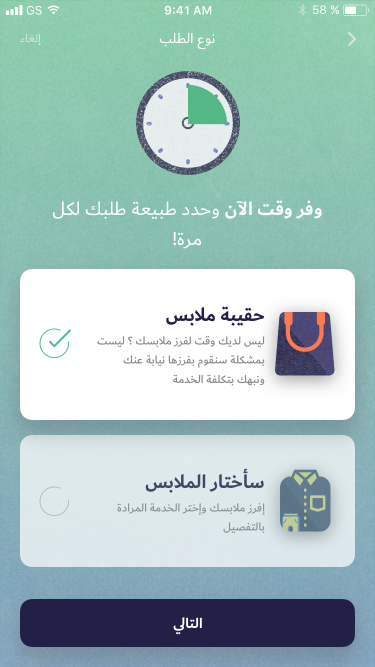 GS 9:41 AM 58 %
نوع الطلب
إلغاء
وفر وقت الآن وحدد طبيعة طلبك لكل
مرة!
حقيبة ملابس
ليس لديك وقت لفرز ملابسك ؟ ليست
بمشكلة سنقوم بفرزها نيابة عنك
ونبهك بتكلفة الخدمة
سأختار الملابس
إفرز ملابسك وإختر الخدمة المرادة
بالتفصيل
التالي